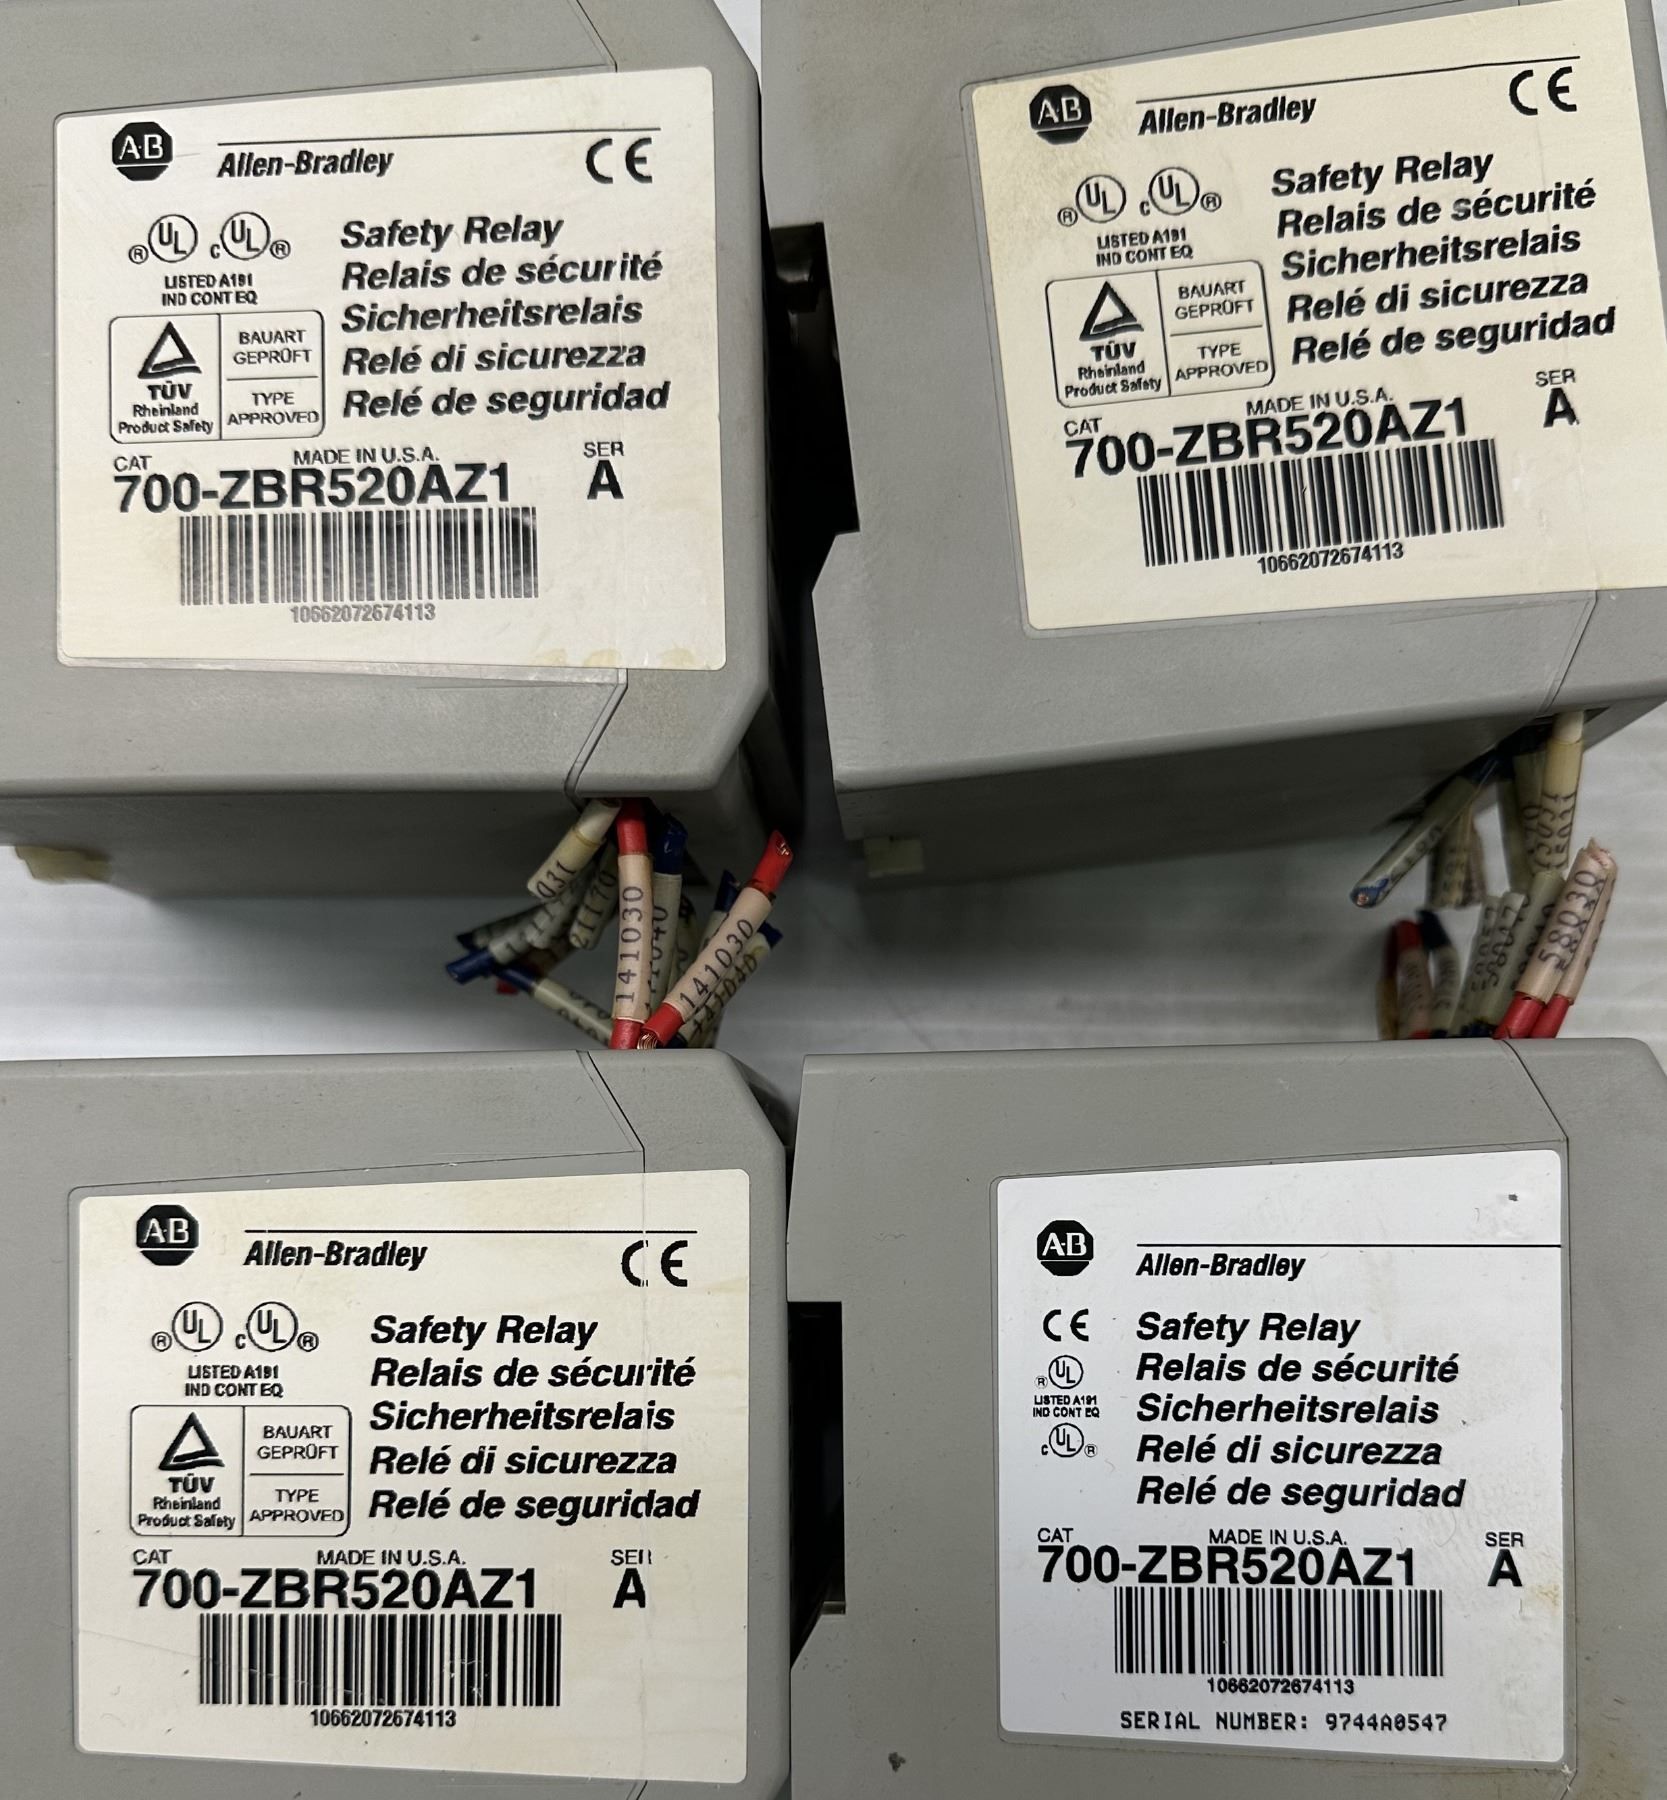 A·B
Allen-Bradley
CE
® UL c UL ®
LISTED A191
IND CONT EQ
Safety Relay
Relais de sécurité
Sicherheitsrelais
Relé di sicurezza
Relé de seguridad
TÜV
Rheinland
Product Safety
BAUART
GEPRÜFT
TYPE
APPROVED
CAT
MADE IN U.S.A.
SER
700-ZBR520AZ1
A
10662072674113
A·B
Allen-Bradley
CE
® UL c UL ®
LISTED A191
IND CONT EQ
Safety Relay
Relais de sécurité
Sicherheitsrelais
Relé di sicurezza
Relé de seguridad
TÜV
Rheinland
Product Safety
BAUART
GEPRÜFT
TYPE
APPROVED
CAT
MADE IN U.S.A.
SER
700-ZBR520AZ1
A
10662072674113
141030
141030
58030
A·B
Allen-Bradley
CE
® UL c UL ®
LISTED A191
IND CONT EQ
Safety Relay
Relais de sécurité
Sicherheitsrelais
Relé di sicurezza
Relé de seguridad
TÜV
Rheinland
Product Safety
BAUART
GEPRÜFT
TYPE
APPROVED
CAT
MADE IN U.S.A.
SER
700-ZBR520AZ1
A
10662072674113
A·B
Allen-Bradley
CE
® UL
LISTED A191
IND CONT EQ
c UL ®
Safety Relay
Relais de sécurité
Sicherheitsrelais
Relé di sicurezza
Relé de seguridad
CAT
MADE IN U.S.A.
SER
700-ZBR520AZ1
A
10662072674113
SERIAL NUMBER: 9744A0547